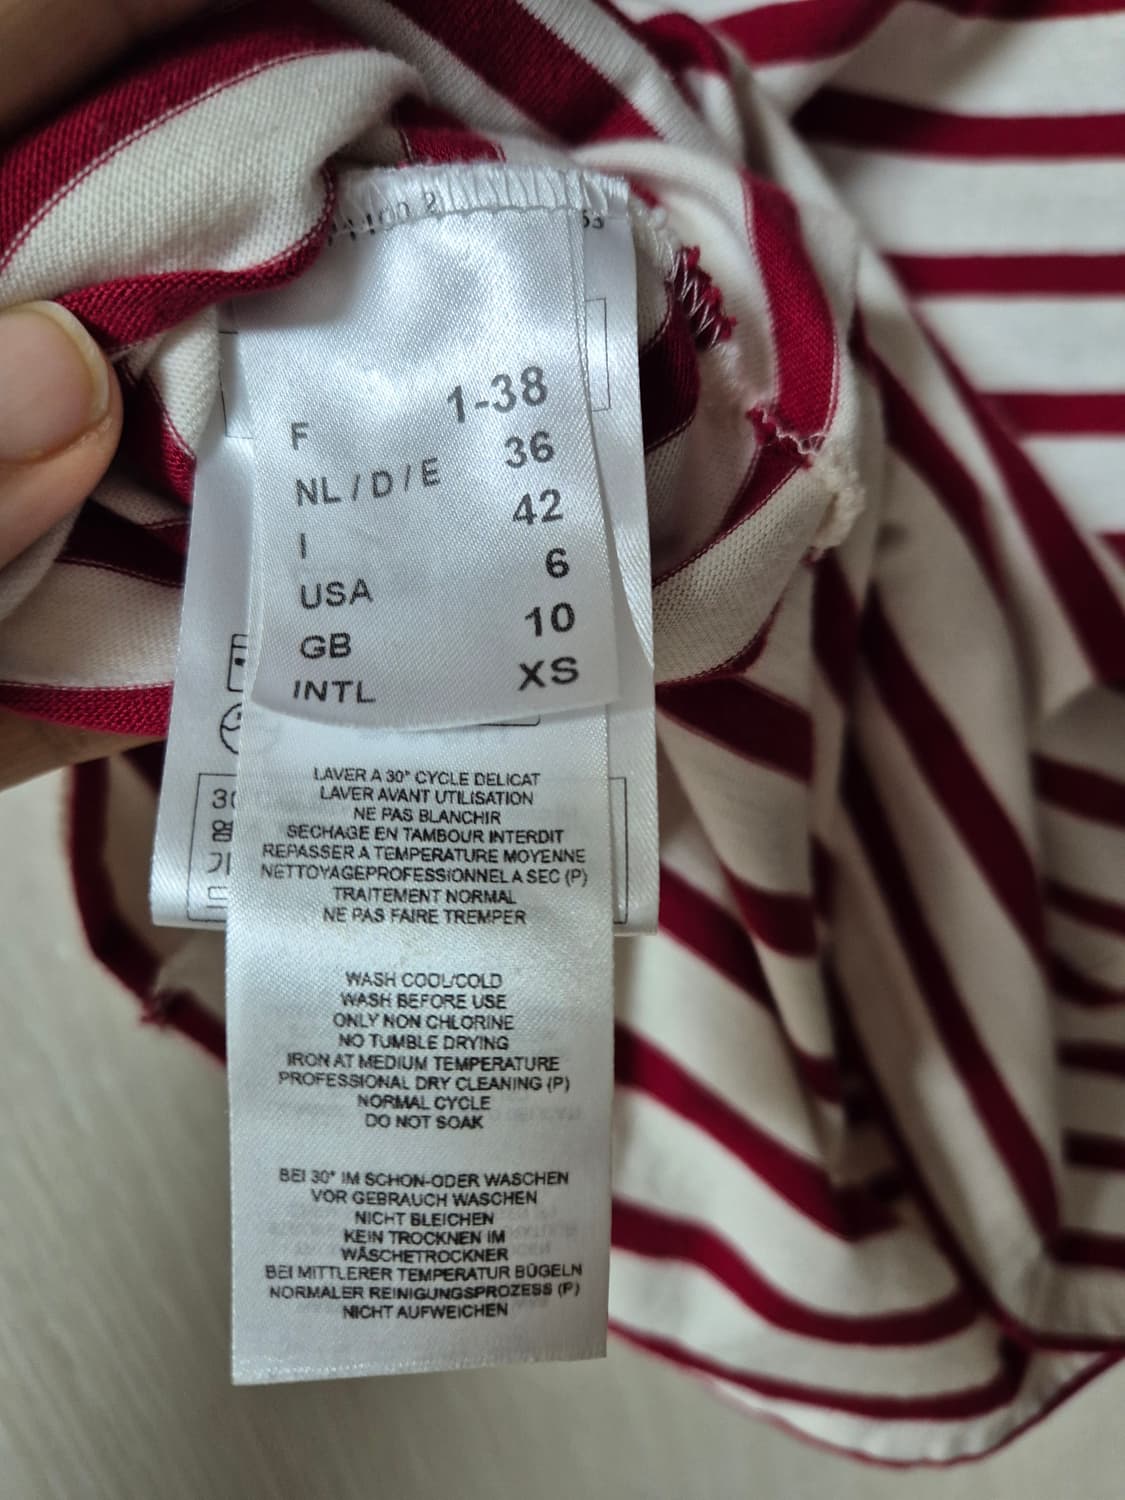 53
F 1-38
NL/D/E 36
I 42
USA 6
GB 10
INTL XS
LAVER A 30° CYCLE DELICAT
LAVER AVANT UTILISATION
NE PAS BLANCHIR
SECHAGE EN TAMBOUR INTERDIT
REPASSER A TEMPERATURE MOYENNE
NETTOYAGEPROFESSIONNEL A SEC (P)
TRAITEMENT NORMAL
NE PAS FAIRE TREMPER
WASH COOL/COLD
WASH BEFORE USE
ONLY NON CHLORINE
NO TUMBLE DRYING
IRON AT MEDIUM TEMPERATURE
PROFESSIONAL DRY CLEANING (P)
NORMAL CYCLE
DO NOT SOAK
BEI 30° IM SCHON-ODER WASCHEN
VOR GEBRAUCH WASCHEN
NICHT BLEICHEN
KEIN TROCKNEN IM
WÄSCHETROCKNER
BEI MITTLERER TEMPERATUR BÜGELN
NORMALER REINIGUNGSPROZESS (P)
NICHT AUFWEICHEN